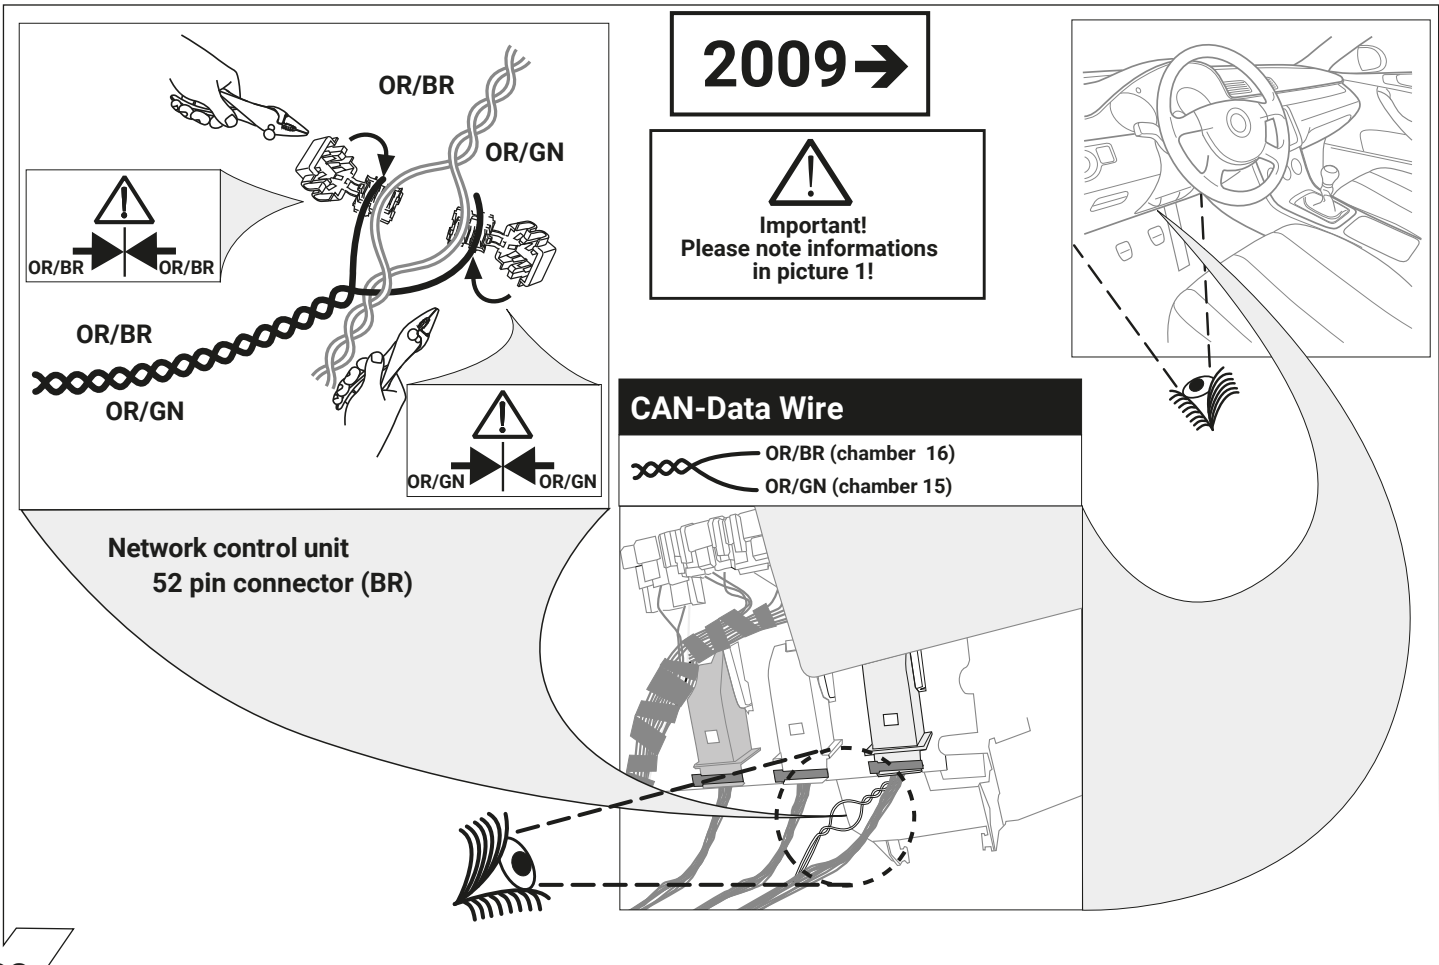 OR/BR
OR/GN
OR/BR
OR/BR
OR/BR
OR/GN
OR/GN
OR/GN
2009
Important!
Please note informations
in picture 1!
CAN-Data Wire
OR/BR (chamber 16)
OR/GN (chamber 15)
Network control unit
52 pin connector (BR)